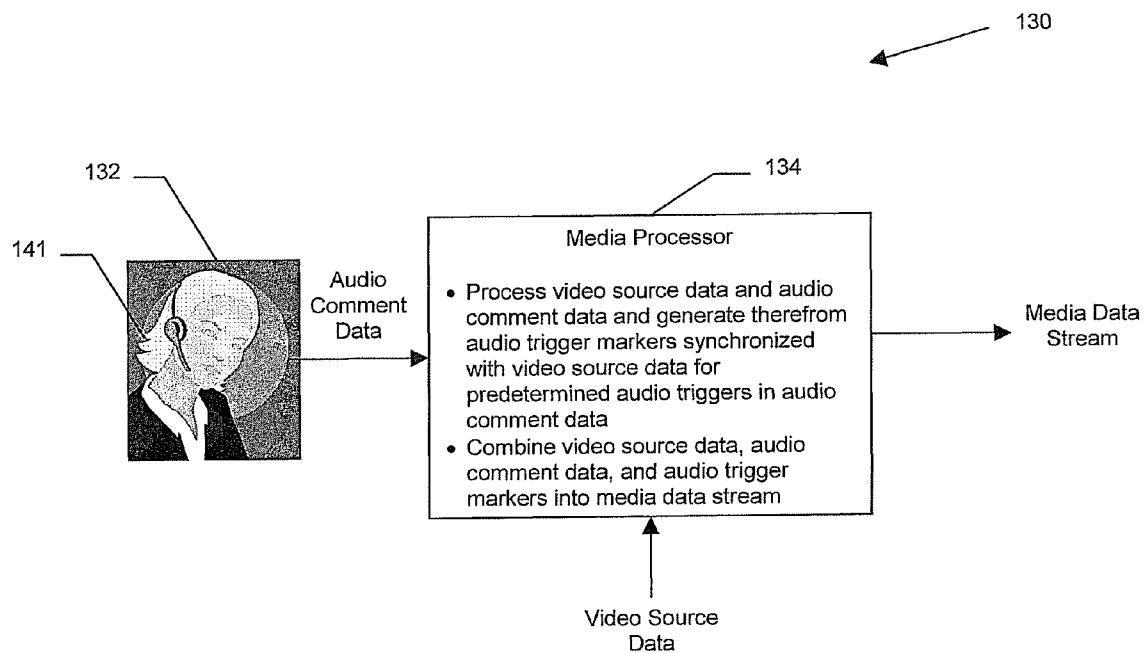 130
132
134
141
Audio
Comment
Data
Media Processor
• Process video source data and audio
comment data and generate therefrom
audio trigger markers synchronized
with video source data for
predetermined audio triggers in audio
comment data
• Combine video source data, audio
comment data, and audio trigger
markers into media data stream
Media Data
Stream
Video Source
Data